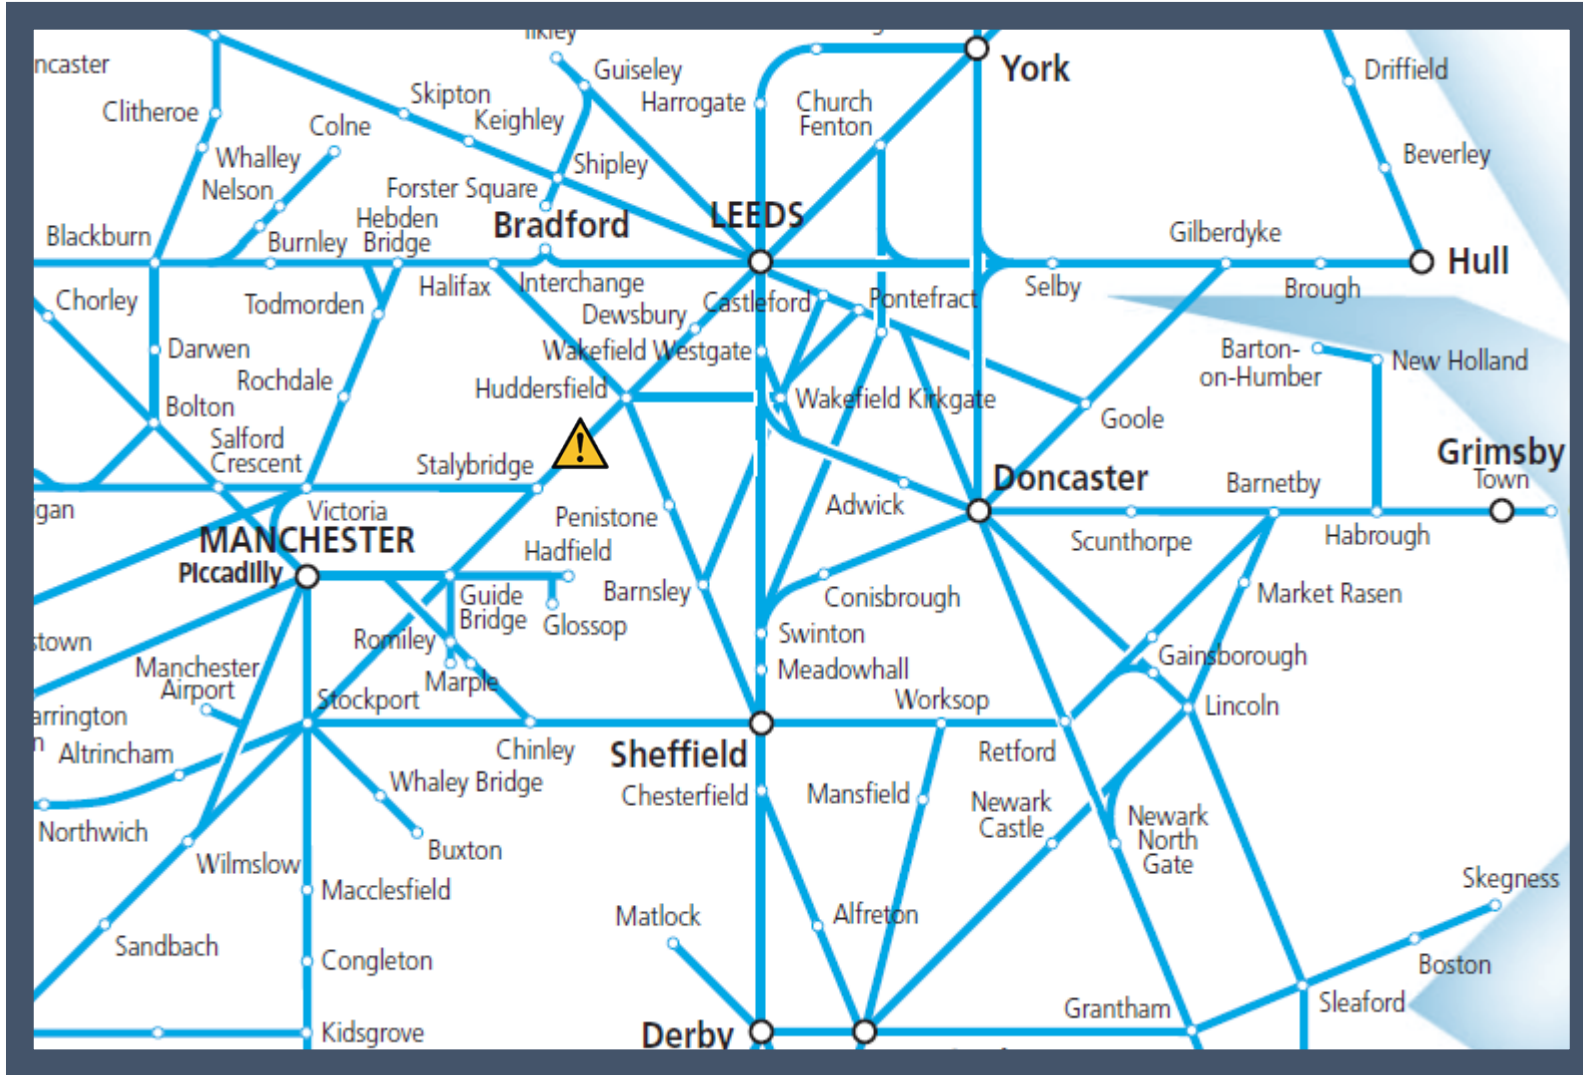 ncaster
Clitheroe
Skipton
Colne
Keighley
Whalley
Nelson
Ilkley
Guiseley
Harrogate
Church
Fenton
York
Driffield
Beverley
Shipley
Forster Square
Hebden
Bridge
Bradford
LEEDS
Blackburn
Burnley
Gilberdyke
Hull
Chorley
Todmorden
Halifax
Interchange
Dewsbury
Castleford
Pontefract
Selby
Brough
Darwen
Wakefield Westgate
Barton-
on-Humber
New Holland
Rochdale
Huddersfield
Wakefield Kirkgate
Goole
Bolton
Salford
Crescent
Stalybridge
Grimsby
Town
Doncaster
Barnetby
Adwick
gan
Victoria
Penistone
MANCHESTER
Piccadilly
Hadfield
Scunthorpe
Habrough
Guide
Bridge
Glossop
Barnsley
Conisbrough
Market Rasen
stown
Romiley
Swinton
Manchester
Airport
Marple
Meadowhall
Gainsborough
arrington
n
Stockport
Worksop
Lincoln
Altrincham
Chinley
Sheffield
Retford
Whaley Bridge
Chesterfield
Mansfield
Newark
Castle
Newark
North
Gate
Northwich
Wilmslow
Buxton
Macclesfield
Skegness
Matlock
Alfreton
Sandbach
Congleton
Boston
Grantham
Sleaford
Kidsgrove
Derby